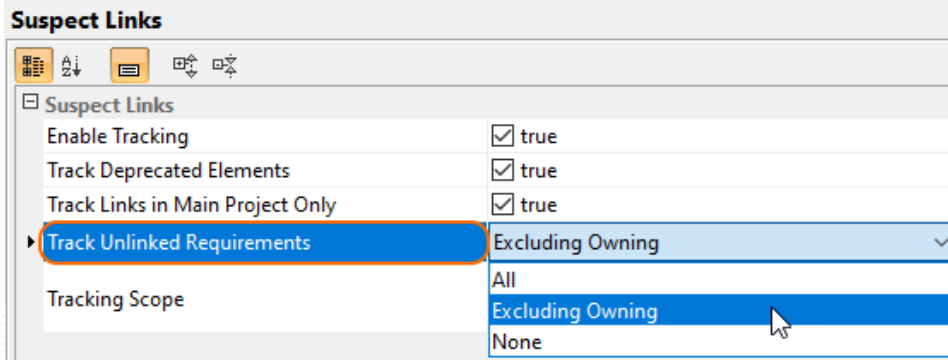 Suspect Links
Suspect Links
Enable Tracking true
Track Deprecated Elements true
Track Links in Main Project Only true
Track Unlinked Requirements Excluding Owning
All
Tracking Scope Excluding Owning
None